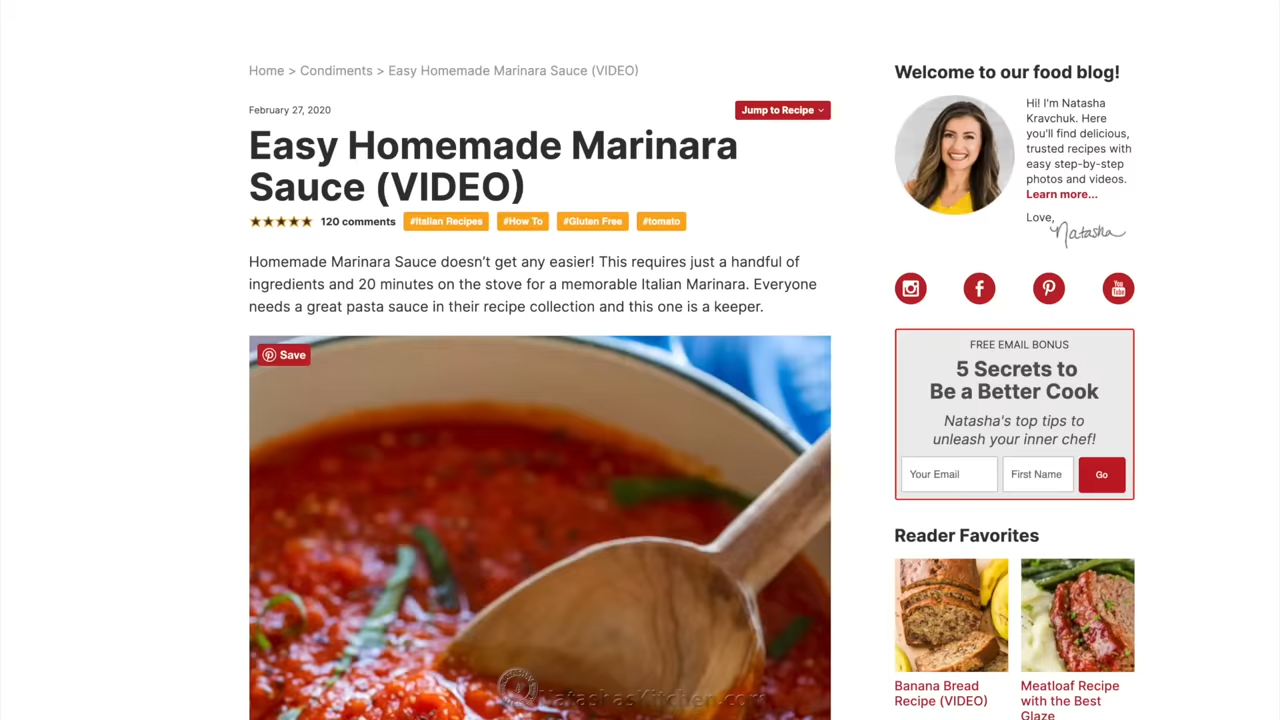 Home > Condiments > Easy Homemade Marinara Sauce (VIDEO)
February 27, 2020
Jump to Recipe
Easy Homemade Marinara
Sauce (VIDEO)
120 comments
#Italian Recipes
#How To
#Gluten Free
#tomato
Homemade Marinara Sauce doesn’t get any easier! This requires just a handful of
ingredients and 20 minutes on the stove for a memorable Italian Marinara. Everyone
needs a great pasta sauce in their recipe collection and this one is a keeper.
Save
NatashasKitchen.com
Welcome to our food blog!
Hi! I'm Natasha
Kravchuk. Here
you'll find delicious,
trusted recipes with
easy step-by-step
photos and videos.
Learn more...
Love,
Natasha
You
Tube
FREE EMAIL BONUS
5 Secrets to
Be a Better Cook
Natasha's top tips to
unleash your inner chef!
Your Email
First Name
Go
Reader Favorites
Banana Bread
Recipe (VIDEO)
Meatloaf Recipe
with the Best
Glaze